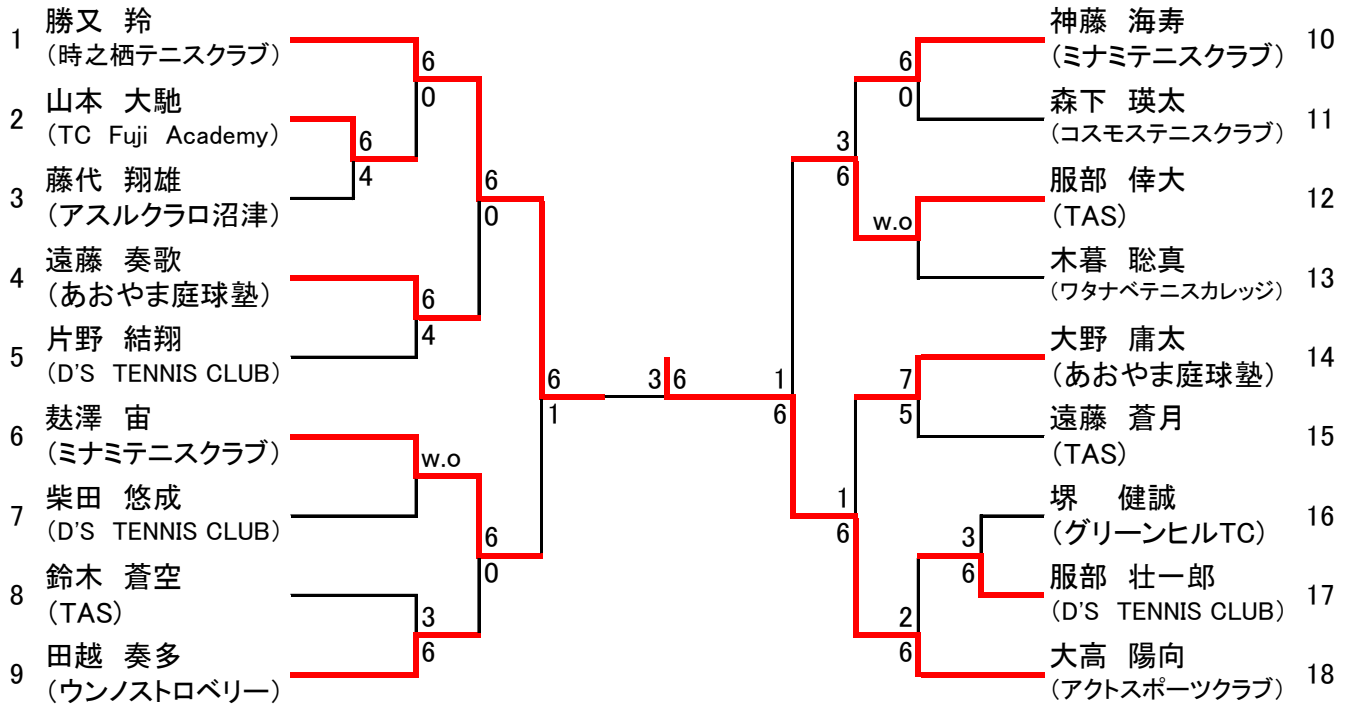 1
勝又 羚
(時之栖テニスクラブ)
2
山本 大馳
(TC Fuji Academy)
3
藤代 翔雄
(アスルクラロ沼津)
4
遠藤 奏歌
(あおやま庭球塾)
5
片野 結翔
(D'S TENNIS CLUB)
6
麸澤 宙
(ミナミテニスクラブ)
7
柴田 悠成
(D'S TENNIS CLUB)
8
鈴木 蒼空
(TAS)
9
田越 奏多
(ウンノストロベリー)
6
0
6
4
6
0
6
4
6
1
w.o
6
0
3
6
3 6
1
6
3
6
6
0
w.o
7
5
1
6
3
6
2
6
神藤 海寿
(ミナミテニスクラブ)
10
森下 瑛太
(コスモステニスクラブ)
11
服部 倖大
(TAS)
12
木暮 聡真
(ワタナベテニスカレッジ)
13
大野 庸太
(あおやま庭球塾)
14
遠藤 蒼月
(TAS)
15
堺 健誠
(グリーンヒルTC)
16
服部 壮一郎
(D'S TENNIS CLUB)
17
大高 陽向
(アクトスポーツクラブ)
18